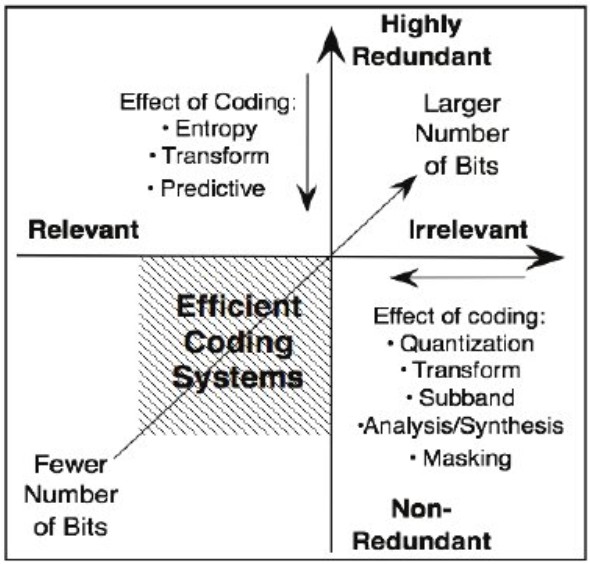 Highly
Redundant
Effect of Coding:
• Entropy
• Transform
• Predictive
Larger
Number
of Bits
Relevant
Irrelevant
Efficient
Coding
Systems
Effect of coding:
• Quantization
• Transform
• Subband
•Analysis/Synthesis
• Masking
Fewer
Number
of Bits
Non-
Redundant